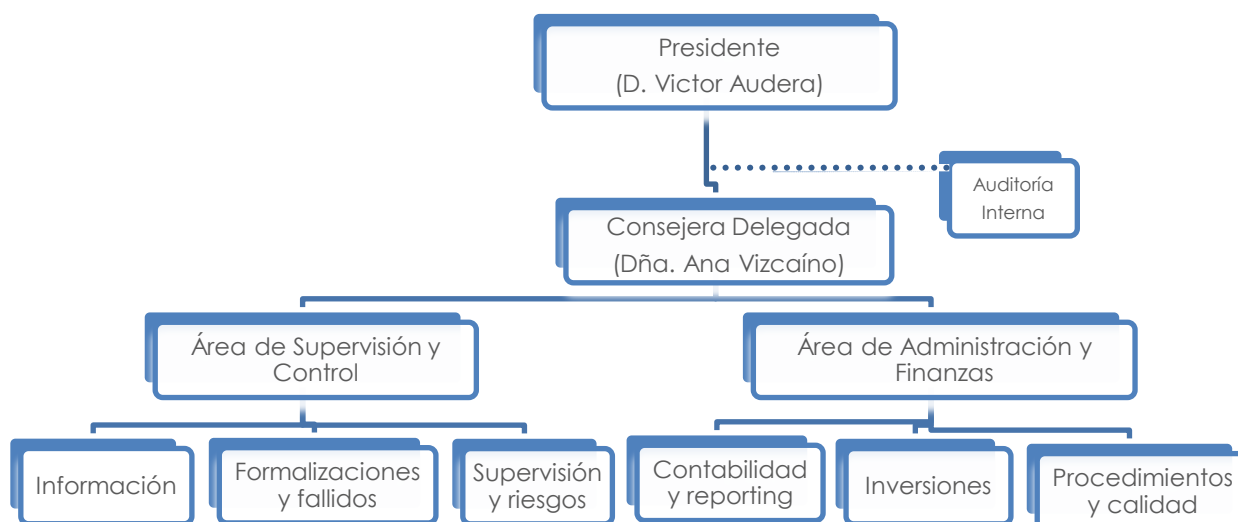 Presidente
(D. Victor Audera)
Auditoría
Interna
Consejera Delegada
(Dña. Ana Vizcaíno)
Área de Supervisión y
Control
Área de Administración y
Finanzas
Información
Formalizaciones
y fallidos
Supervisión
y riesgos
Contabilidad
y reporting
Inversiones
Procedimientos
y calidad